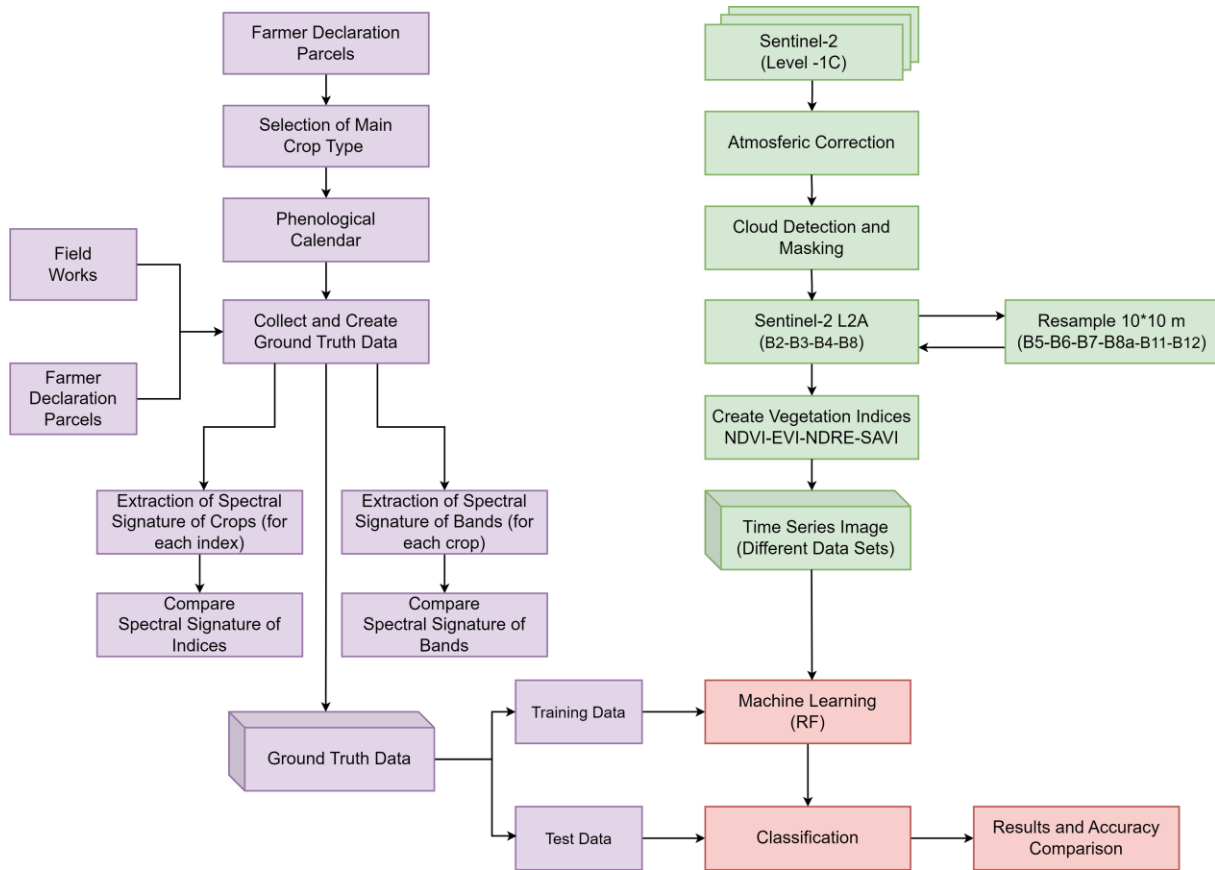 Farmer Declaration
Parcels
Selection of Main
Crop Type
Phenological
Calendar
Field
Works
Collect and Create
Ground Truth Data
Farmer
Declaration
Parcels
Extraction of Spectral
Signature of Crops (for
each index)
Extraction of Spectral
Signature of Bands (for
each crop)
Compare
Spectral Signature of
Indices
Compare
Spectral Signature of
Bands
Ground Truth Data
Training Data
Test Data
Sentinel-2
(Level -1C)
Atmosferic Correction
Cloud Detection and
Masking
Sentinel-2 L2A
(B2-B3-B4-B8)
Resample 10*10 m
(B5-B6-B7-B8a-B11-B12)
Create Vegetation Indices
NDVI-EVI-NDRE-SAVI
Time Series Image
(Different Data Sets)
Machine Learning
(RF)
Classification
Results and Accuracy
Comparison